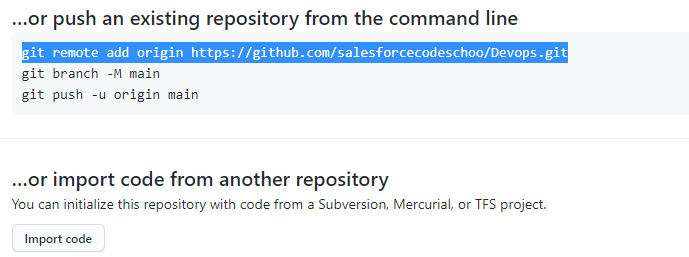 ...or push an existing repository from the command line
git remote add origin https://github.com/salesforcecodeschoo/Devops.git
git branch -M main
git push -u origin main
...or import code from another repository
You can initialize this repository with code from a Subversion, Mercurial, or TFS project.
Import code